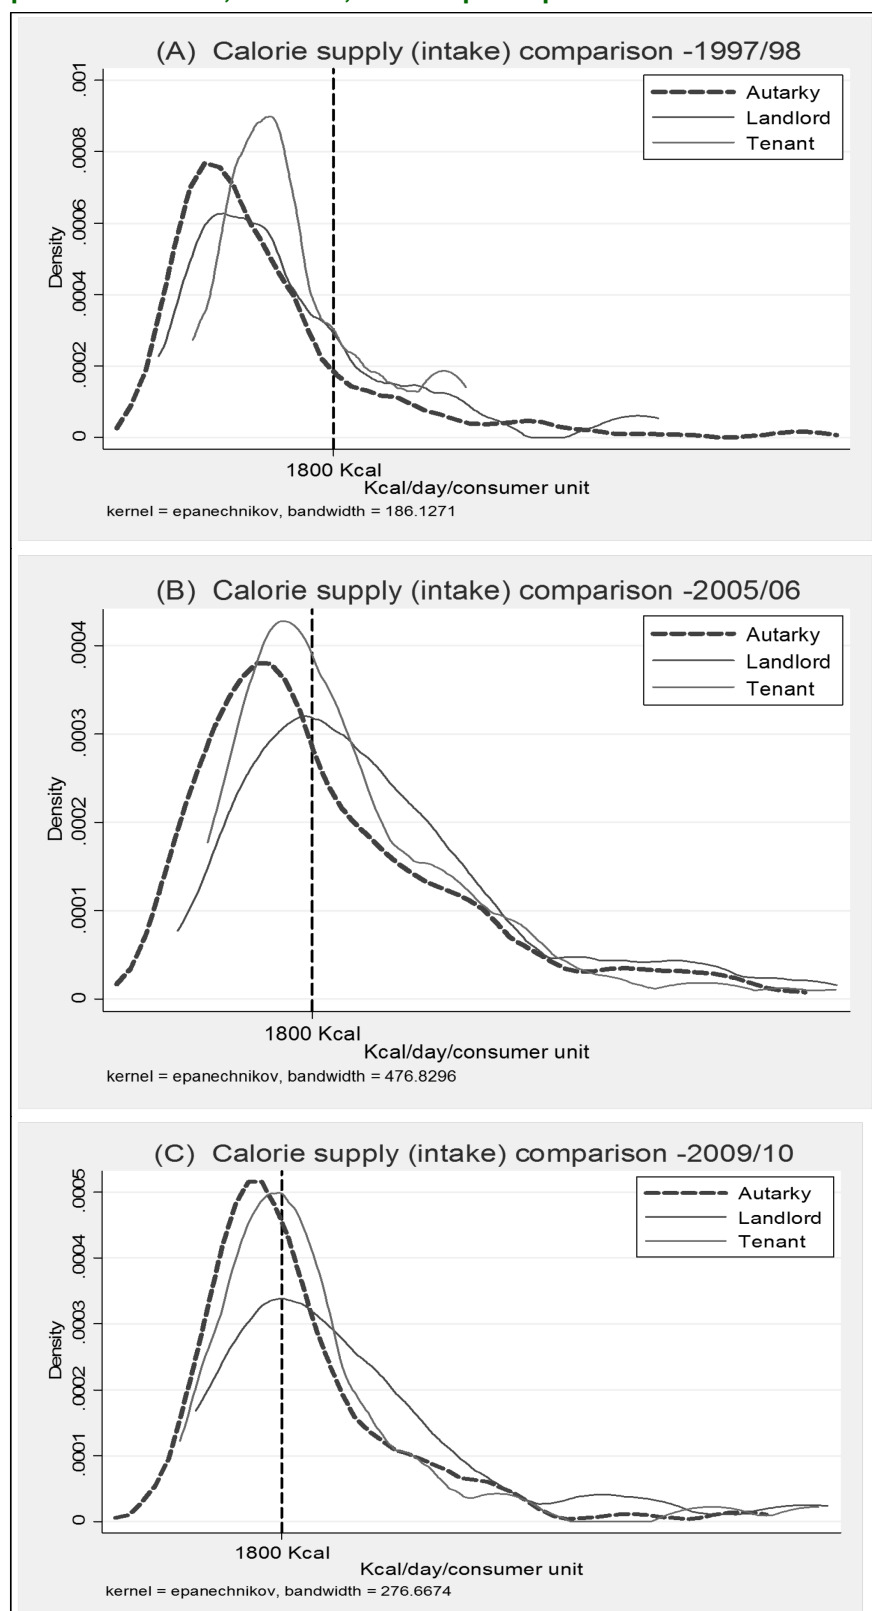 (A) Calorie supply (intake) comparison -1997/98
.001
.0008
.0006
.0004
.0002
0
Density
Autarky
Landlord
Tenant
1800 Kcal
Kcal/day/consumer unit
kernel = epanechnikov, bandwidth = 186.1271
(B) Calorie supply (intake) comparison -2005/06
.0004
.0003
.0002
.0001
0
Density
Autarky
Landlord
Tenant
1800 Kcal
Kcal/day/consumer unit
kernel = epanechnikov, bandwidth = 476.8296
(C) Calorie supply (intake) comparison -2009/10
.0005
.0004
.0003
.0002
.0001
0
Density
Autarky
Landlord
Tenant
1800 Kcal
Kcal/day/consumer unit
kernel = epanechnikov, bandwidth = 276.6674